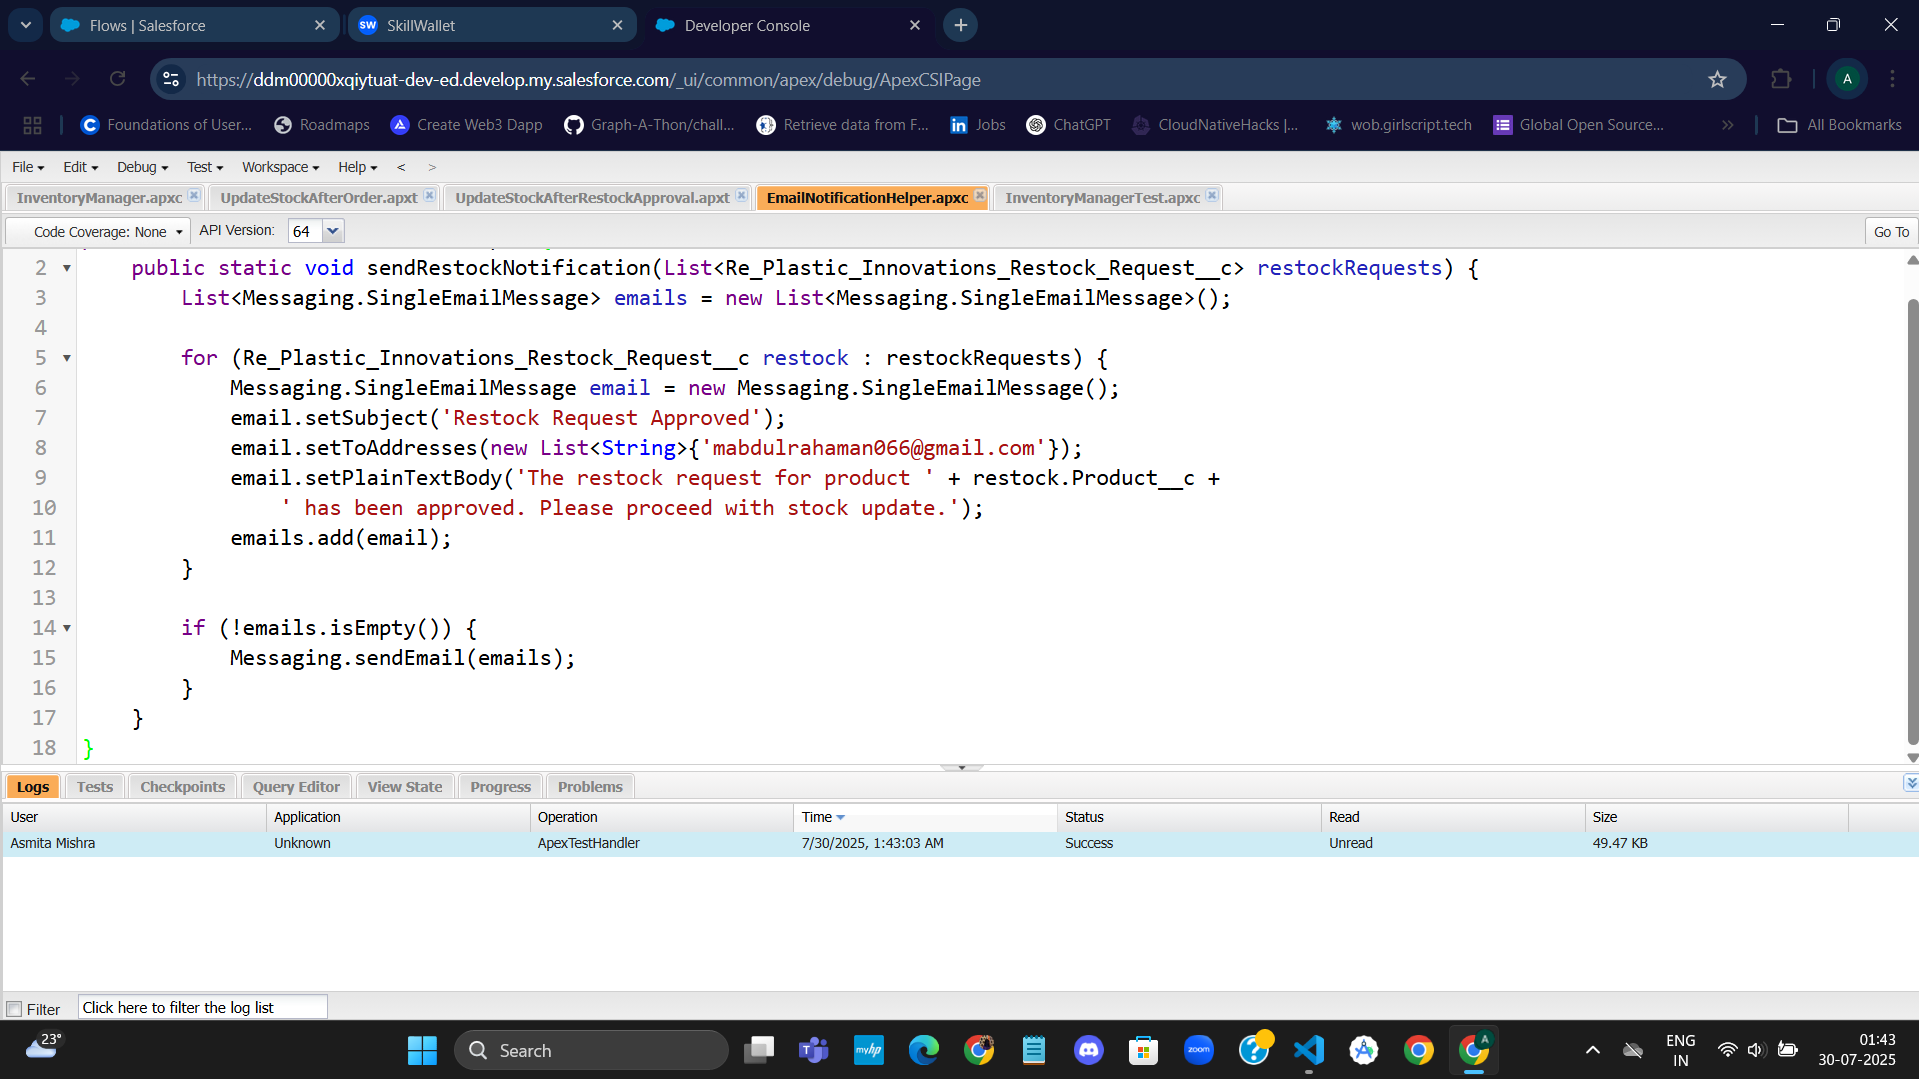 Flows | Salesforce
SkillWallet
Developer Console
https://ddm00000xqiytuat-dev-ed.develop.my.salesforce.com/_ui/common/apex/debug/ApexCSIPage
A
Foundations of User...
Roadmaps
Create Web3 Dapp
Graph-A-Thon/chall...
Retrieve data from F...
Jobs
ChatGPT
CloudNativeHacks |...
wob.girlscript.tech
Global Open Source...
»
All Bookmarks
File Edit Debug Test Workspace Help < >
InventoryManager.apxc
UpdateStockAfterOrder.apxt
UpdateStockAfterRestockApproval.apxt
EmailNotificationHelper.apxc
InventoryManagerTest.apxc
Code Coverage: None API Version: 64 Go To
2 public static void sendRestockNotification(List<Re_Plastic_Innovations_Restock_Request__c> restockRequests) {
3 List<Messaging.SingleEmailMessage> emails = new List<Messaging.SingleEmailMessage>();
4
5 for (Re_Plastic_Innovations_Restock_Request__c restock : restockRequests) {
6 Messaging.SingleEmailMessage email = new Messaging.SingleEmailMessage();
7 email.setSubject('Restock Request Approved');
8 email.setToAddresses(new List<String>{'mabdulrahaman066@gmail.com'});
9 email.setPlainTextBody('The restock request for product ' + restock.Product__c +
10 ' has been approved. Please proceed with stock update.');
11 emails.add(email);
12 }
13
14 if (!emails.isEmpty()) {
15 Messaging.sendEmail(emails);
16 }
17 }
18 }
Logs Tests Checkpoints Query Editor View State Progress Problems
User Application Operation Time Status Read Size
Asmita Mishra Unknown ApexTestHandler 7/30/2025, 1:43:03 AM Success Unread 49.47 KB
Filter Click here to filter the log list
23°
Search
myhp
zoom
ENG
IN
01:43
30-07-2025